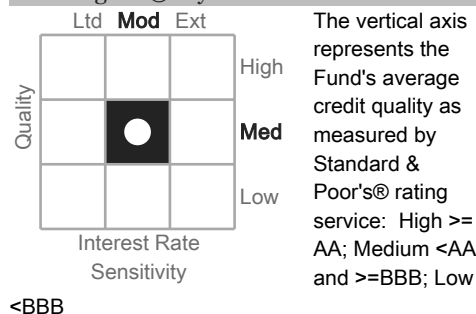 Ltd Mod Ext
High
Quality
Med
Low
Interest Rate
Sensitivity
The vertical axis
represents the
Fund's average
credit quality as
measured by
Standard &
Poor's® rating
service: High >=
AA; Medium <AA
and >=BBB; Low
<BBB